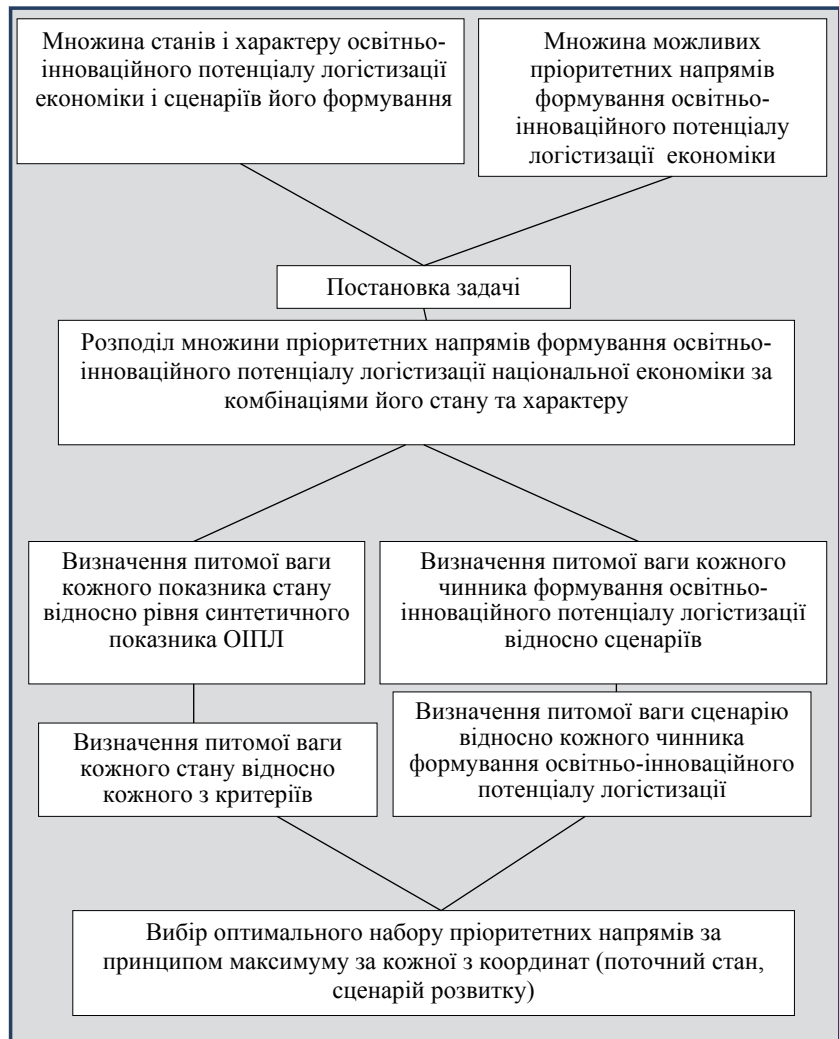 Множина станів і характеру освітньо-
інноваційного потенціалу логістизації
економіки і сценаріїв його формування
Множина можливих
пріоритетних напрямів
формування освітньо-
інноваційного потенціалу
логістизації економіки
Постановка задачі
Розподіл множини пріоритетних напрямів формування освітньо-
інноваційного потенціалу логістизації національної економіки за
комбінаціями його стану та характеру
Визначення питомої ваги
кожного показника стану
відносно рівня синтетичного
показника ОІПЛ
Визначення питомої ваги кожного
чинника формування освітньо-
інноваційного потенціалу логістизації
відносно сценаріїв
Визначення питомої ваги
кожного стану відносно
кожного з критеріїв
Визначення питомої ваги сценарію
відносно кожного чинника
формування освітньо-інноваційного
потенціалу логістизації
Вибір оптимального набору пріоритетних напрямів за
принципом максимуму за кожної з координат (поточний стан,
сценарій розвитку)